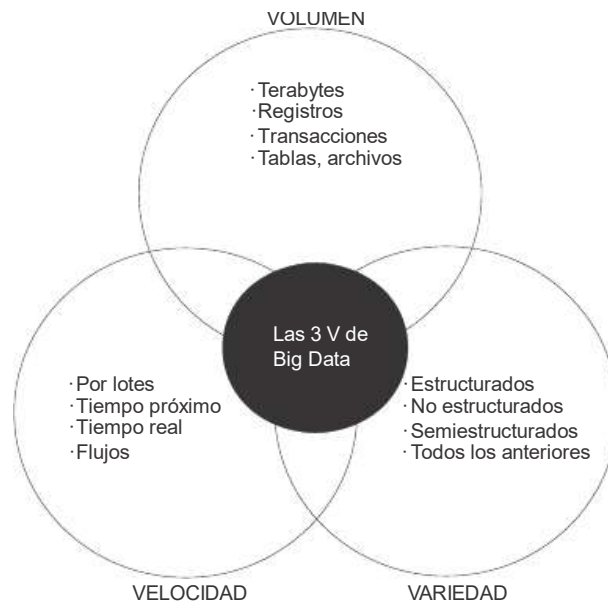 VOLUMEN
· Terabytes
· Registros
· Transacciones
· Tablas, archivos
Las 3 V de
Big Data
· Por lotes
· Tiempo próximo
· Tiempo real
· Flujos
· Estructurados
· No estructurados
· Semiestructurados
· Todos los anteriores
VELOCIDAD
VARIEDAD